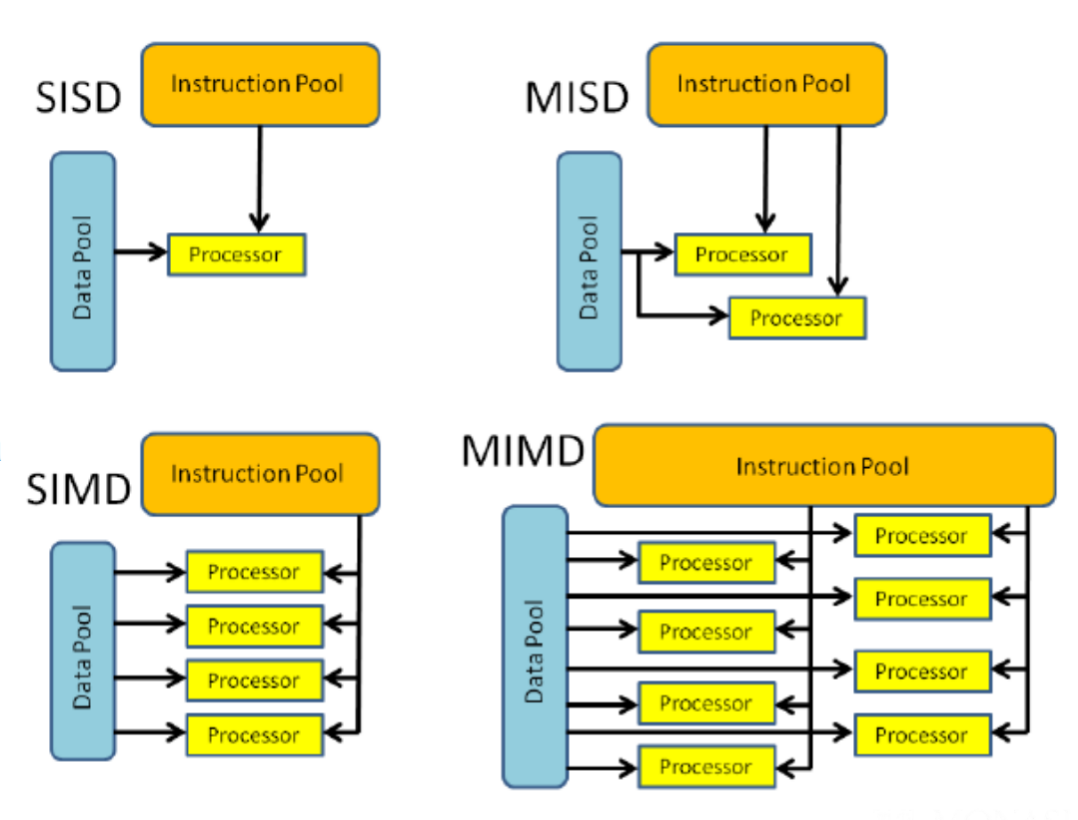 SISD
Instruction Pool
Data Pool
Processor
MISD
Instruction Pool
Data Pool
Processor
Processor
SIMD
Instruction Pool
Data Pool
Processor
Processor
Processor
Processor
MIMD
Instruction Pool
Data Pool
Processor
Processor
Processor
Processor
Processor
Processor
Processor
Processor